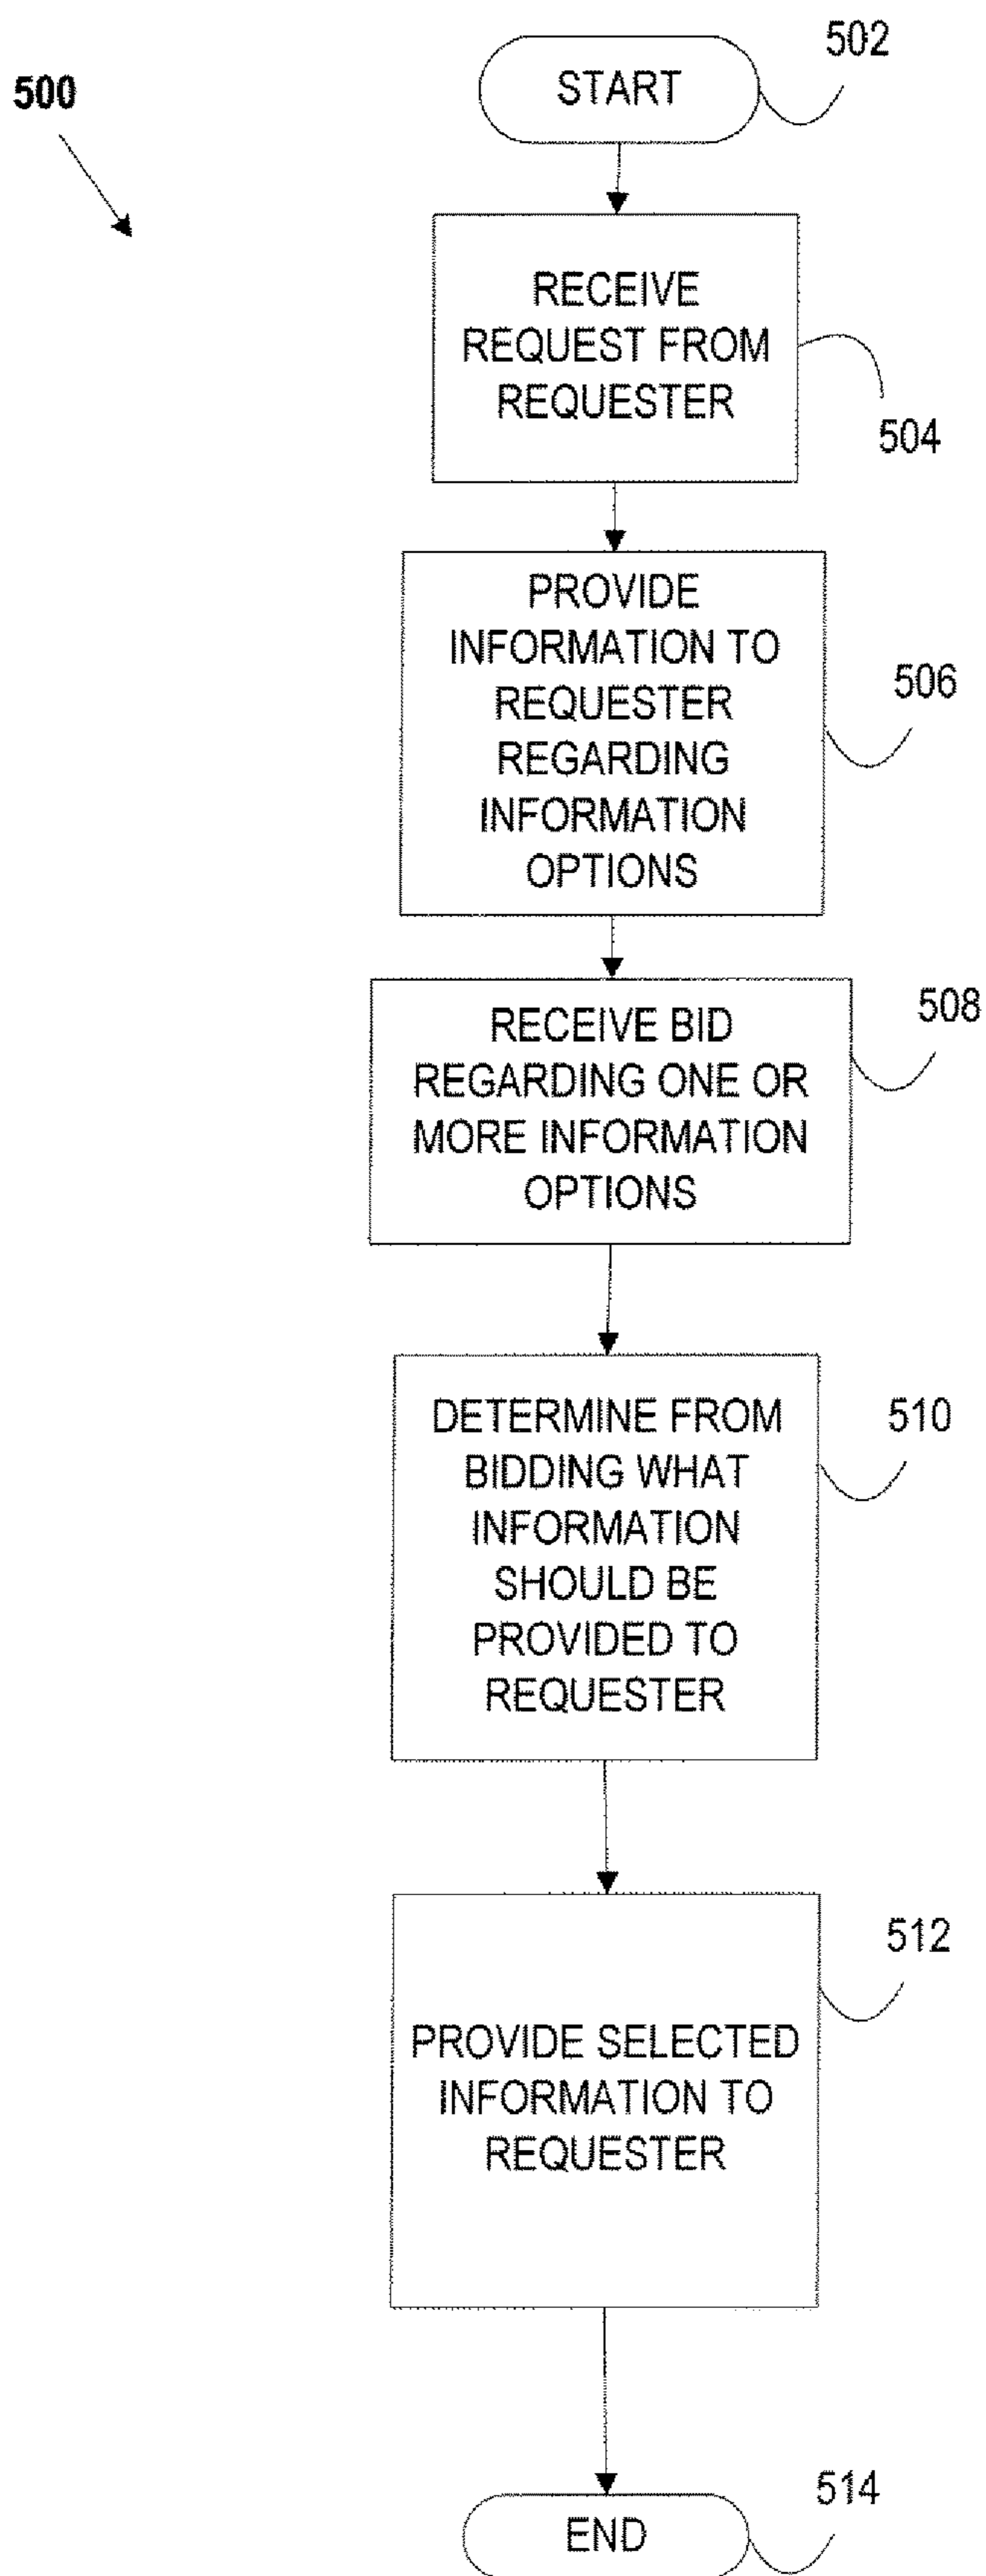 502
START
500
RECEIVE
REQUEST FROM
REQUESTER
504
PROVIDE
INFORMATION TO
REQUESTER
REGARDING
INFORMATION
OPTIONS
506
RECEIVE BID
REGARDING ONE OR
MORE INFORMATION
OPTIONS
508
DETERMINE FROM
BIDDING WHAT
INFORMATION
SHOULD BE
PROVIDED TO
REQUESTER
510
512
PROVIDE SELECTED
INFORMATION TO
REQUESTER
514
END